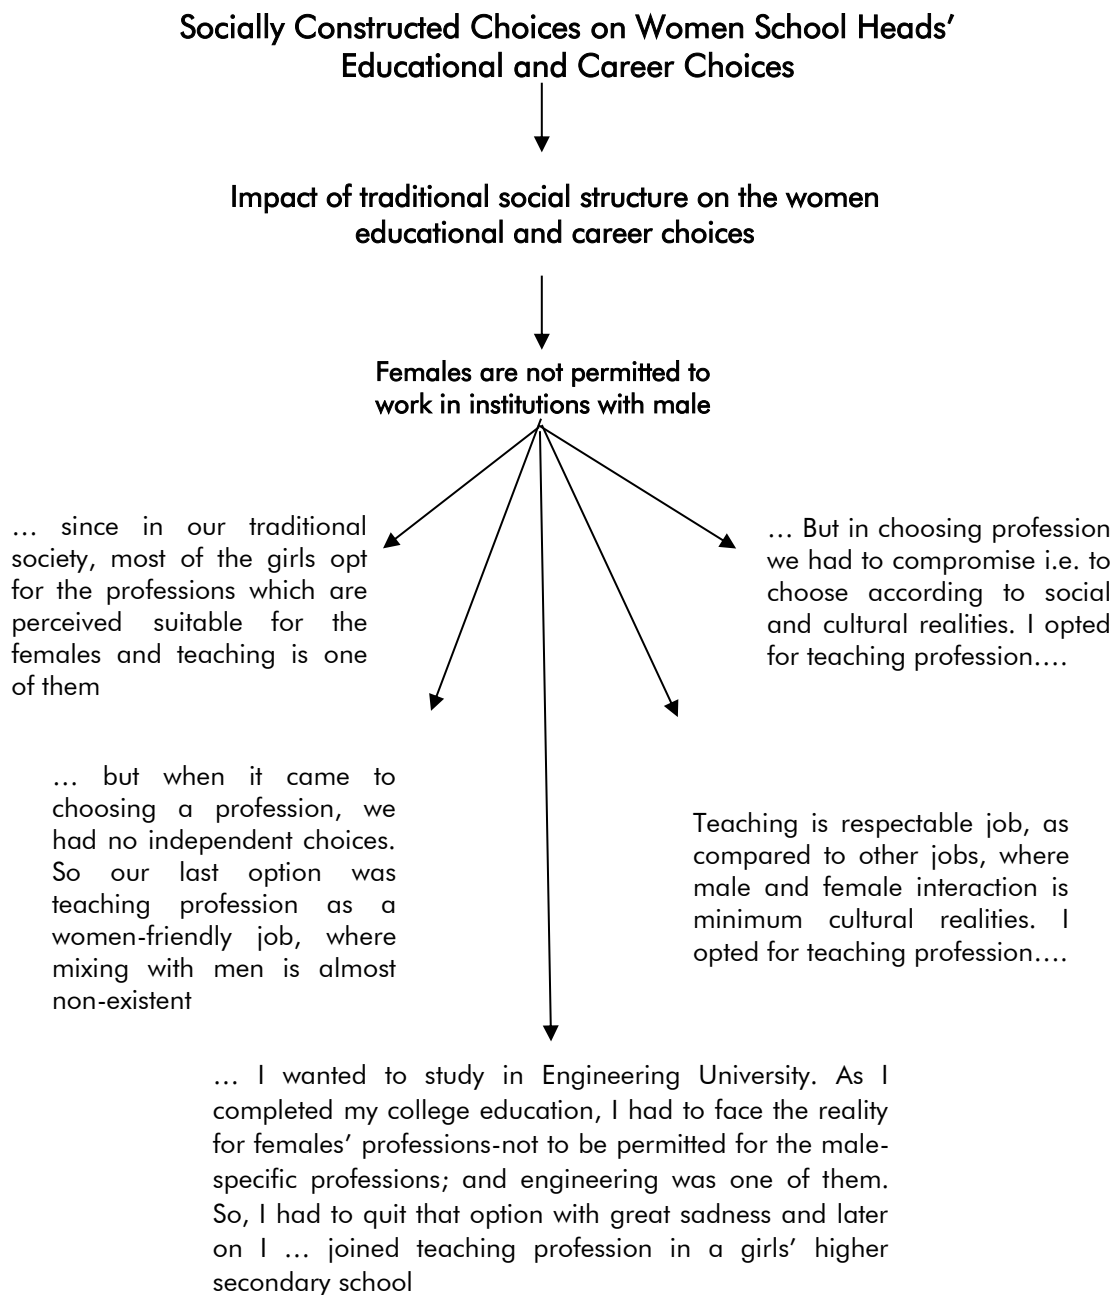 Socially Constructed Choices on Women School Heads’
Educational and Career Choices
Impact of traditional social structure on the women
educational and career choices
Females are not permitted to
work in institutions with male
… since in our traditional
society, most of the girls opt
for the professions which are
perceived suitable for the
females and teaching is one
of them
… But in choosing profession
we had to compromise i.e. to
choose according to social
and cultural realities. I opted
for teaching profession….
… but when it came to
choosing a profession, we
had no independent choices.
So our last option was
teaching profession as a
women-friendly job, where
mixing with men is almost
non-existent
Teaching is respectable job, as
compared to other jobs, where
male and female interaction is
minimum cultural realities. I
opted for teaching profession….
… I wanted to study in Engineering University. As I
completed my college education, I had to face the reality
for females’ professions-not to be permitted for the male-
specific professions; and engineering was one of them.
So, I had to quit that option with great sadness and later
on I … joined teaching profession in a girls’ higher
secondary school